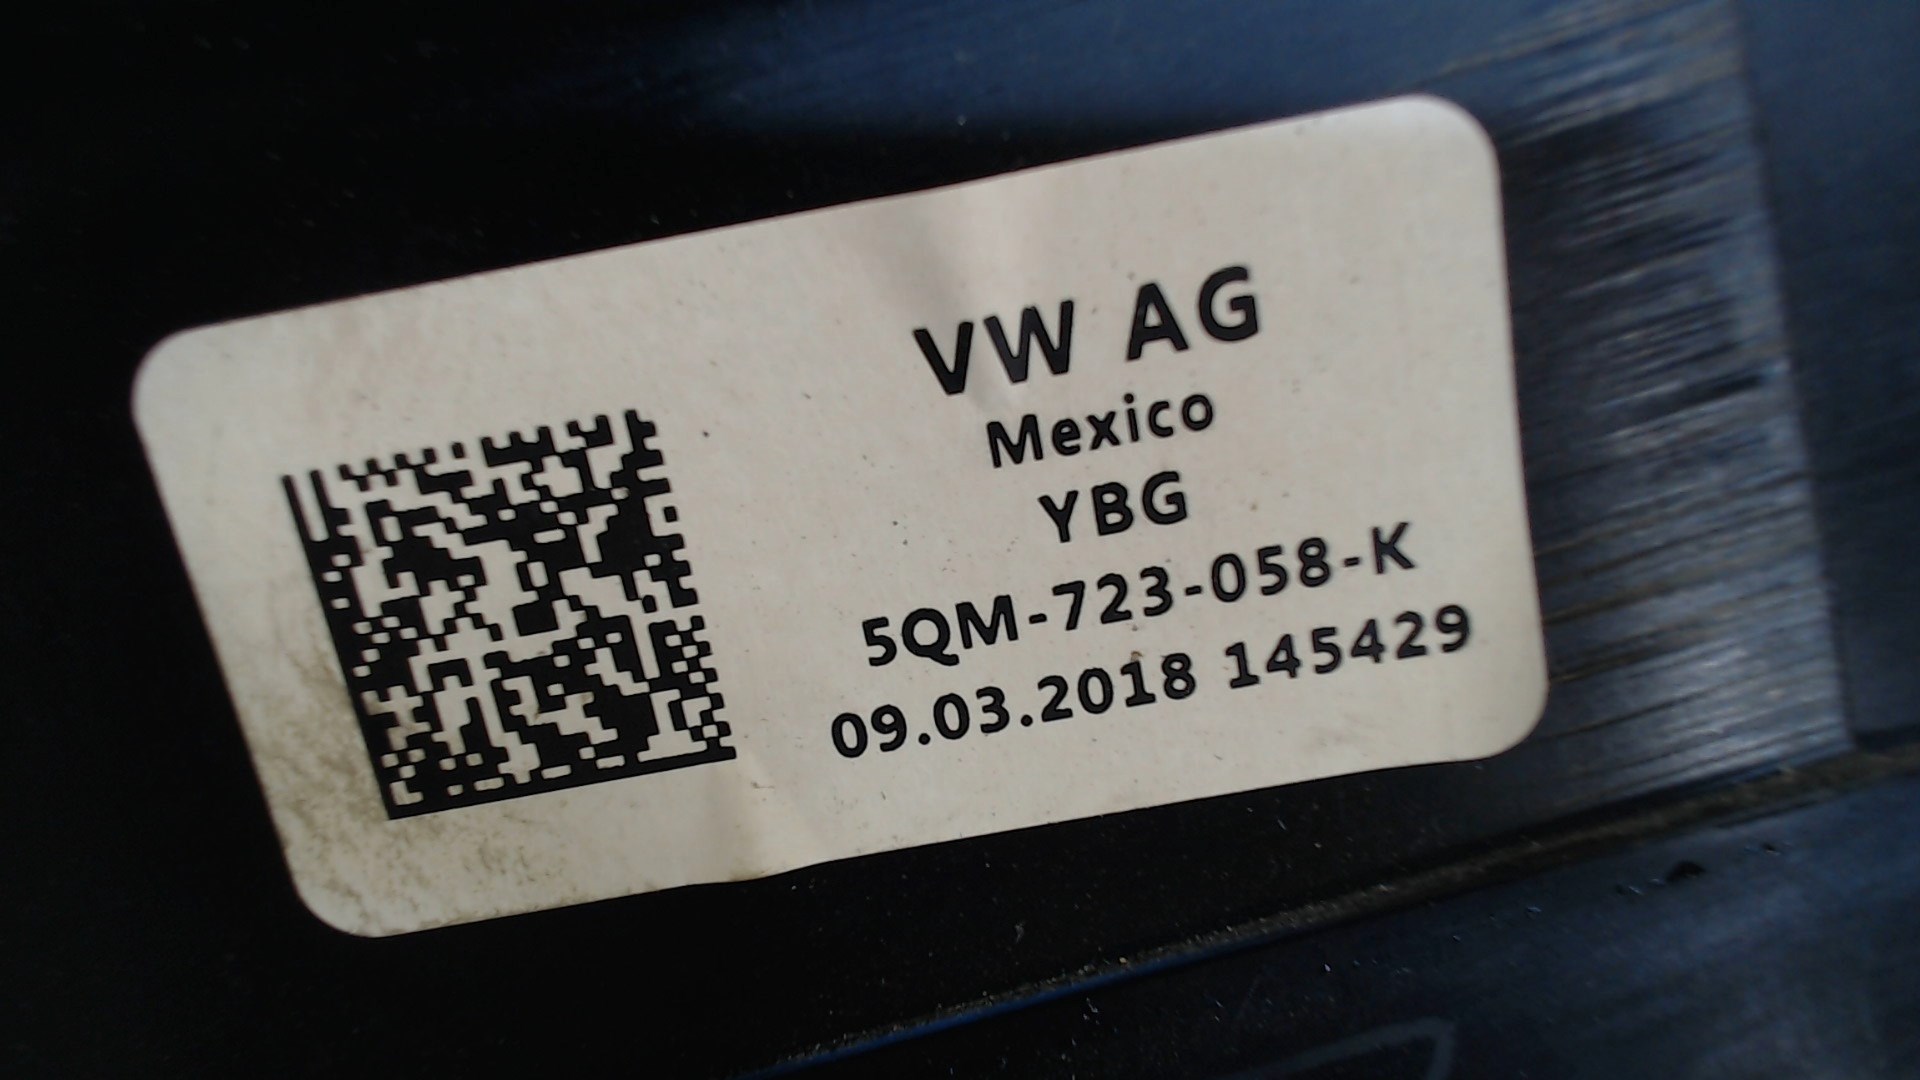 VW AG
Mexico
YBG
5QM-723-058-K
09.03.2018 145429